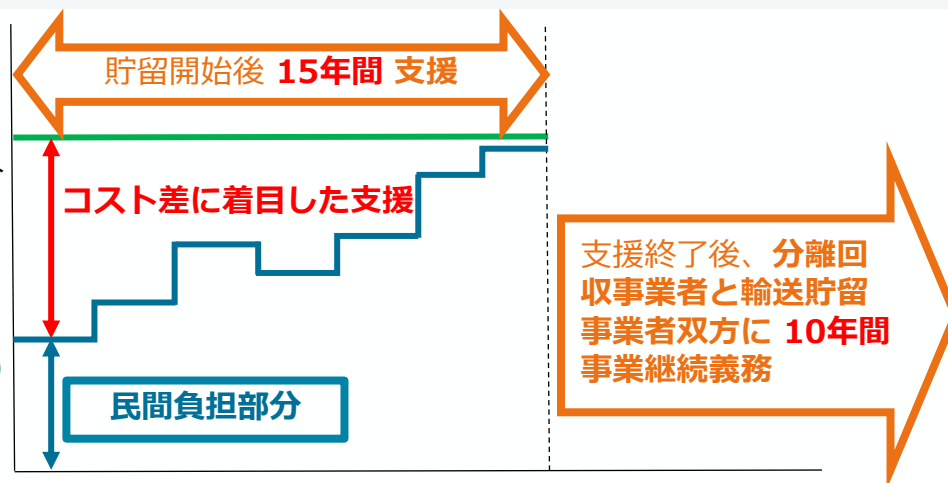 貯留開始後 15年間 支援
コスト差に着目した支援
民間負担部分
支援終了後、分離回
収事業者と輸送貯留
事業者双方に 10年間
事業継続義務